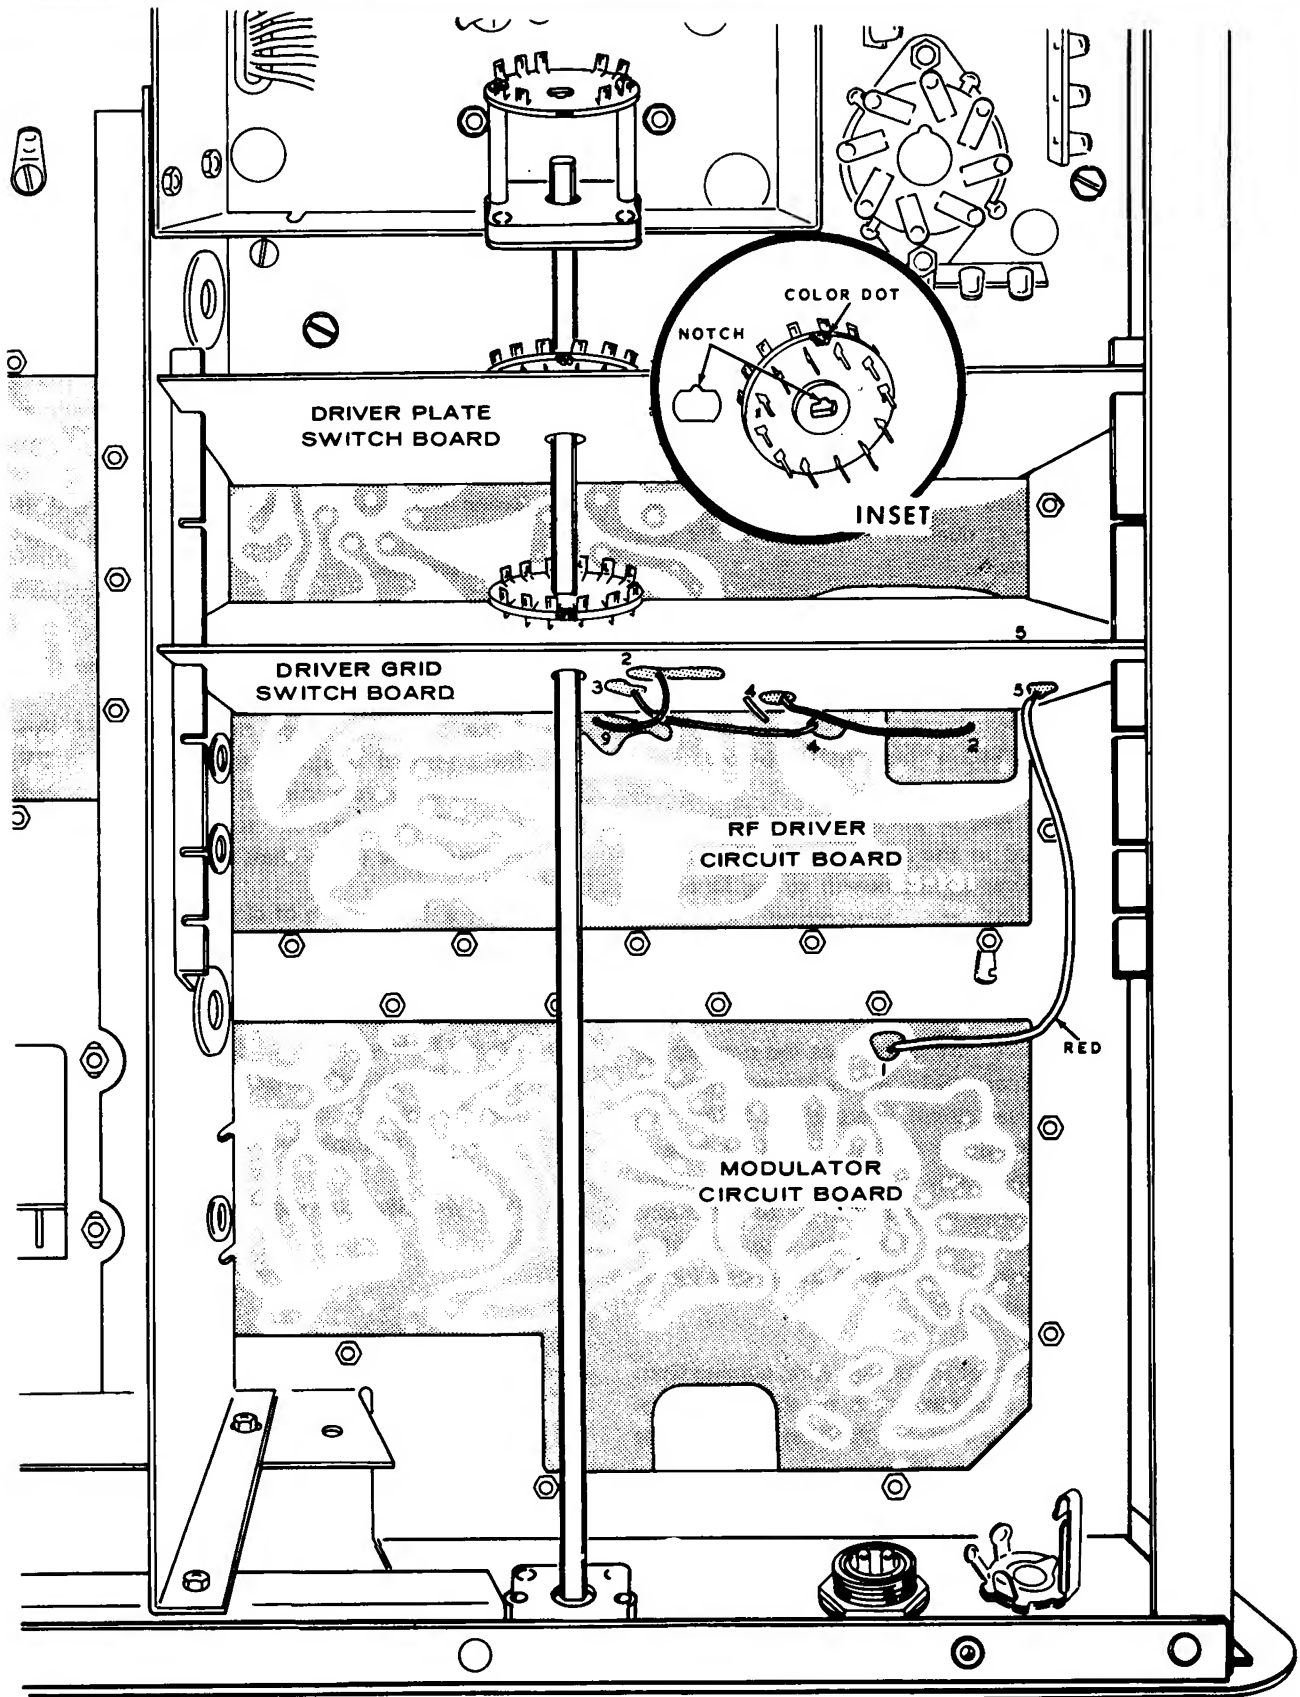 COLOR DOT
NOTCH
DRIVER PLATE
SWITCH BOARD
INSET
5
DRIVER GRID
SWITCH BOARD
2
3
4
5
9
4
2
RF DRIVER
CIRCUIT BOARD
RED
1
MODULATOR
CIRCUIT BOARD